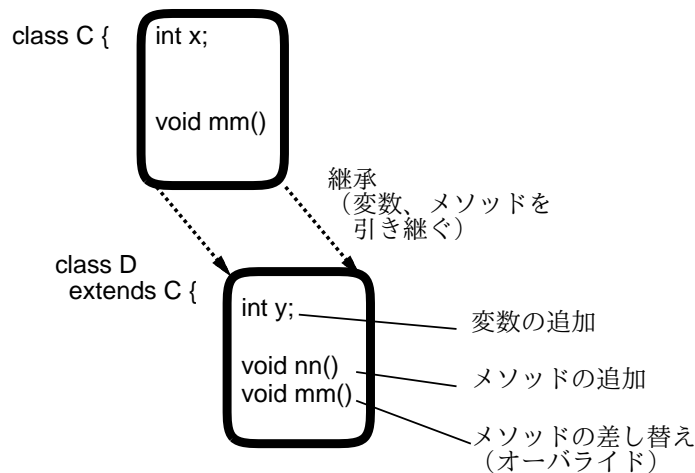 class C {
int x;
void mm()
継承
（変数、メソッドを
引き継ぐ）
class D
extends C {
int y;
変数の追加
void nn()
メソッドの追加
void mm()
メソッドの差し替え
（オーバライド）